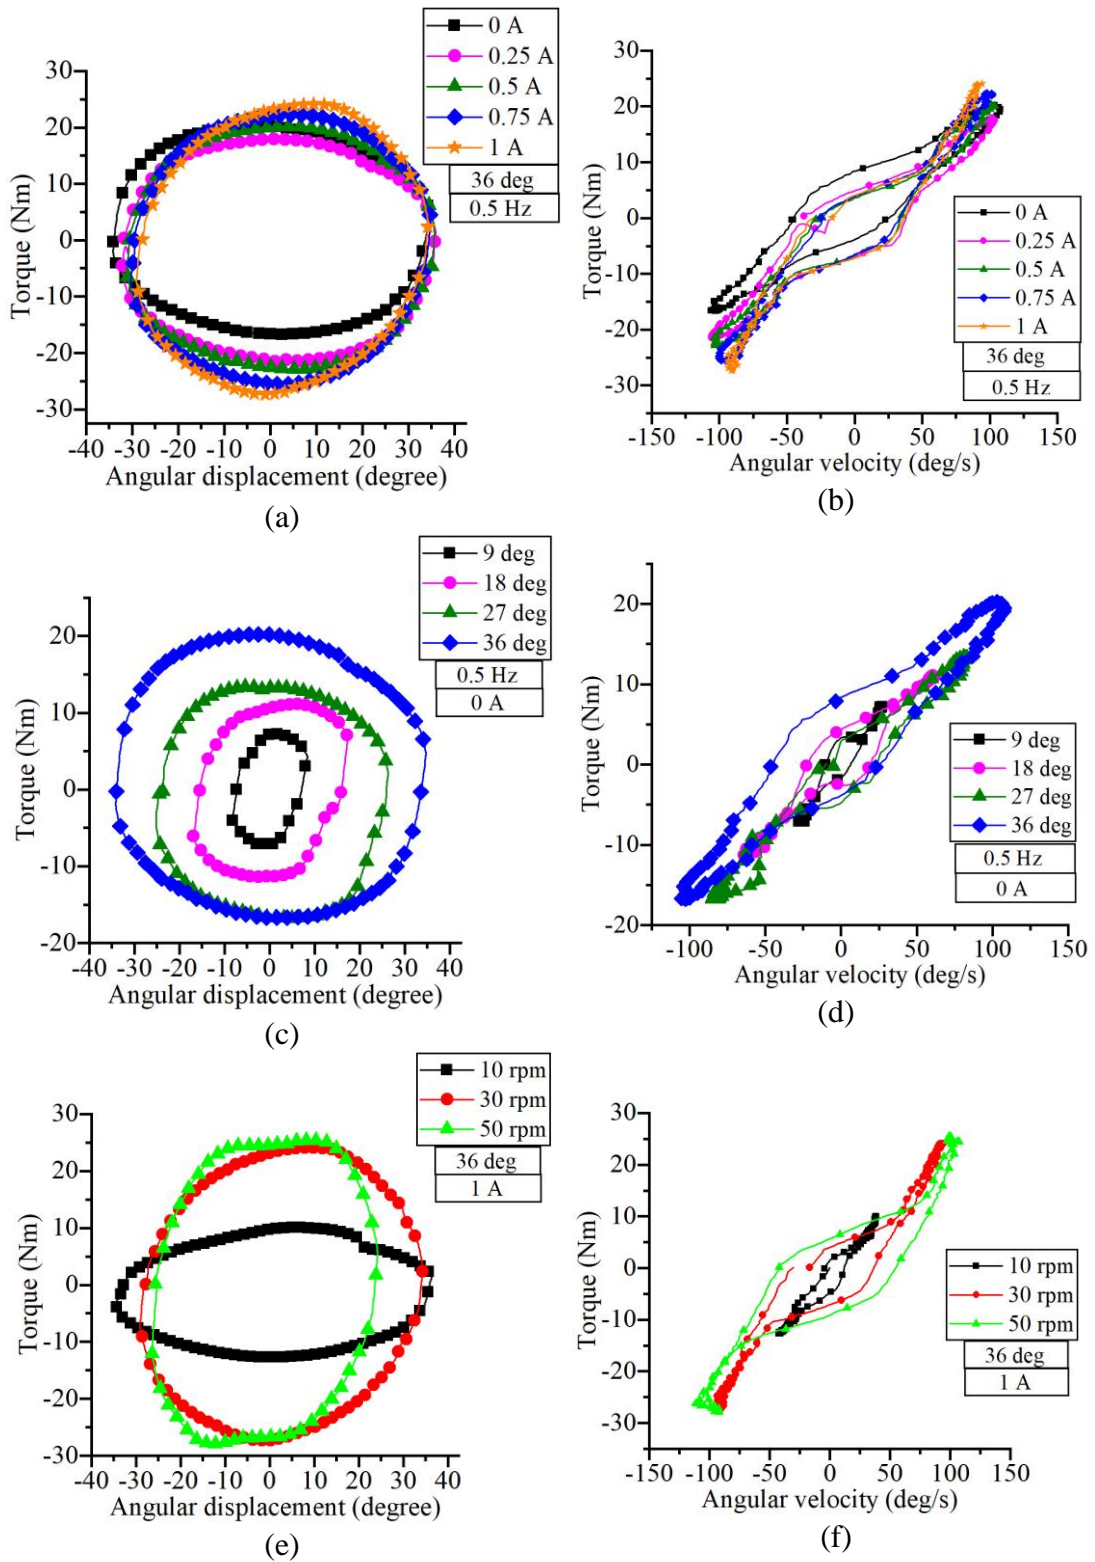 0 A
0.25 A
0.5 A
0.75 A
1 A
36 deg
0.5 Hz
30
20
10
0
-10
-20
-30
Torque (Nm)
-40 -30 -20 -10 0 10 20 30 40
Angular displacement (degree)
(a)
30
20
10
0
-10
-20
-30
Torque (Nm)
0 A
0.25 A
0.5 A
0.75 A
1 A
36 deg
0.5 Hz
-150 -100 -50 0 50 100 150
Angular velocity (deg/s)
(b)
9 deg
18 deg
27 deg
36 deg
0.5 Hz
0 A
20
10
0
-10
-20
Torque (Nm)
-40 -30 -20 -10 0 10 20 30 40
Angular displacement (degree)
(c)
20
10
0
-10
-20
Torque (Nm)
9 deg
18 deg
27 deg
36 deg
0.5 Hz
0 A
-100 -50 0 50 100 150
Angular velocity (deg/s)
(d)
10 rpm
30 rpm
50 rpm
36 deg
1 A
30
20
10
0
-10
-20
-30
Torque (Nm)
-40 -30 -20 -10 0 10 20 30 40
Angular displacement (degree)
(e)
30
20
10
0
-10
-20
-30
Torque (Nm)
10 rpm
30 rpm
50 rpm
36 deg
1 A
-150 -100 -50 0 50 100 150
Angular velocity (deg/s)
(f)